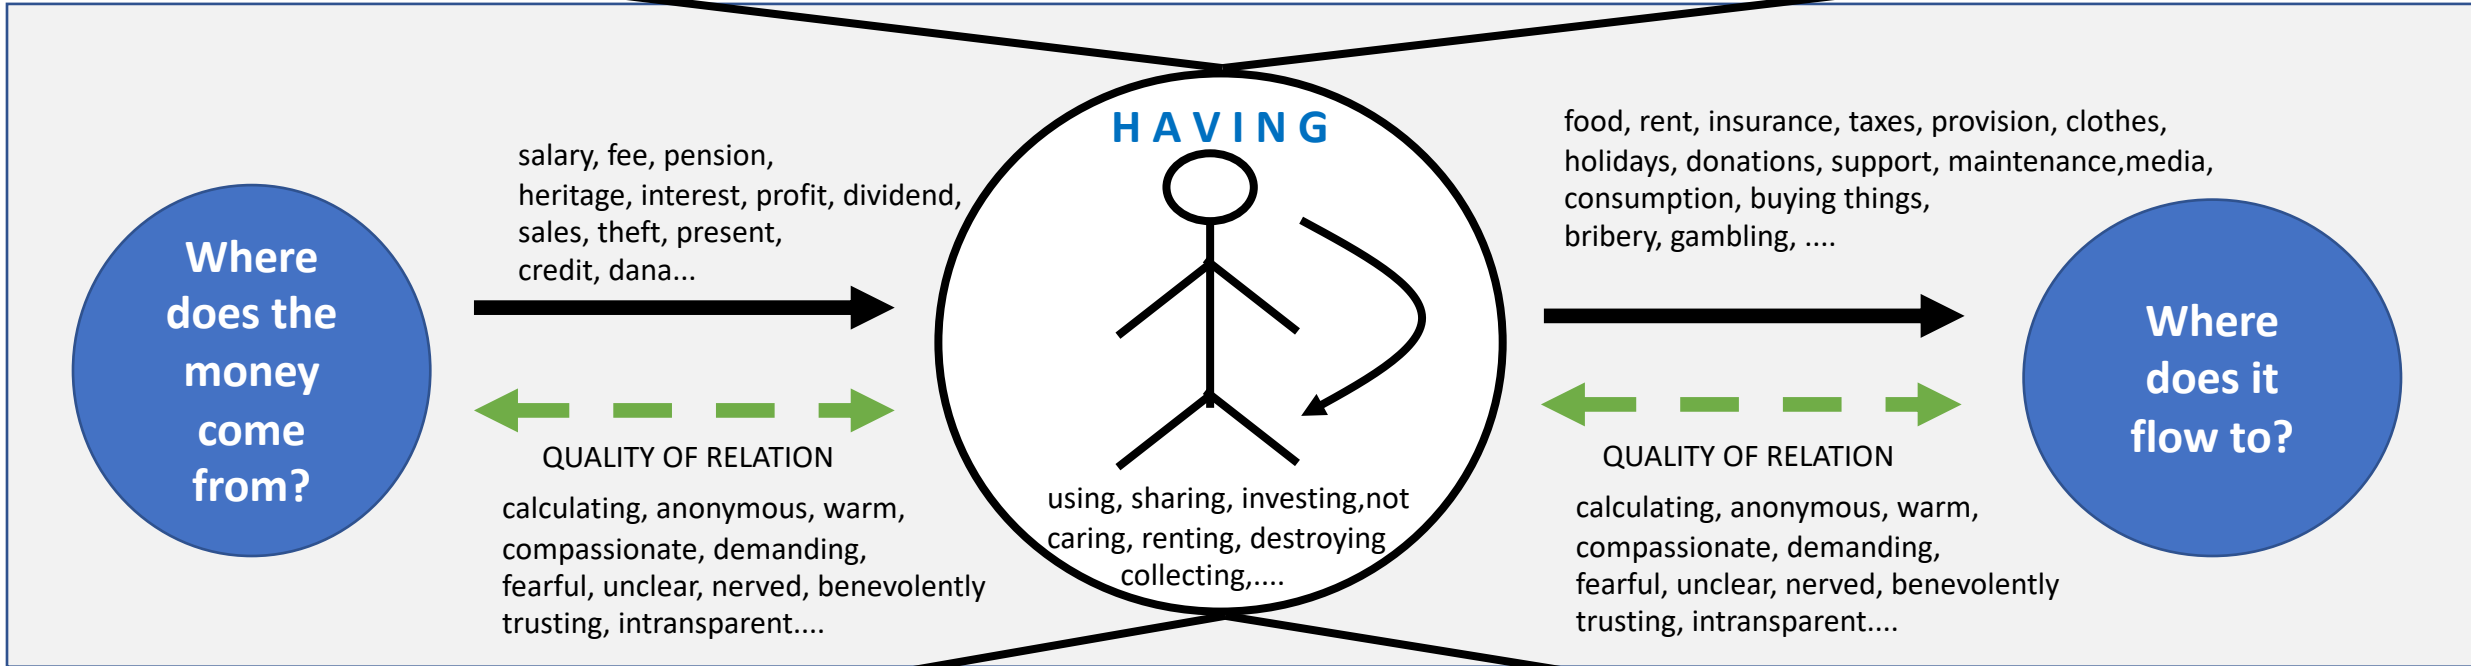 Where
does the
money
come
from?
salary, fee, pension,
heritage, interest, profit, dividend,
sales, theft, present,
credit, dana...
QUALITY OF RELATION
calculating, anonymous, warm,
compassionate, demanding,
fearful, unclear, nerved, benevolently
trusting, intransparent....
HAVING
using, sharing, investing,not
caring, renting, destroying
collecting,....
food, rent, insurance, taxes, provision, clothes,
holidays, donations, support, maintenance,media,
consumption, buying things,
bribery, gambling, ....
QUALITY OF RELATION
calculating, anonymous, warm,
compassionate, demanding,
fearful, unclear, nerved, benevolently
trusting, intransparent....
Where
does it
flow to?